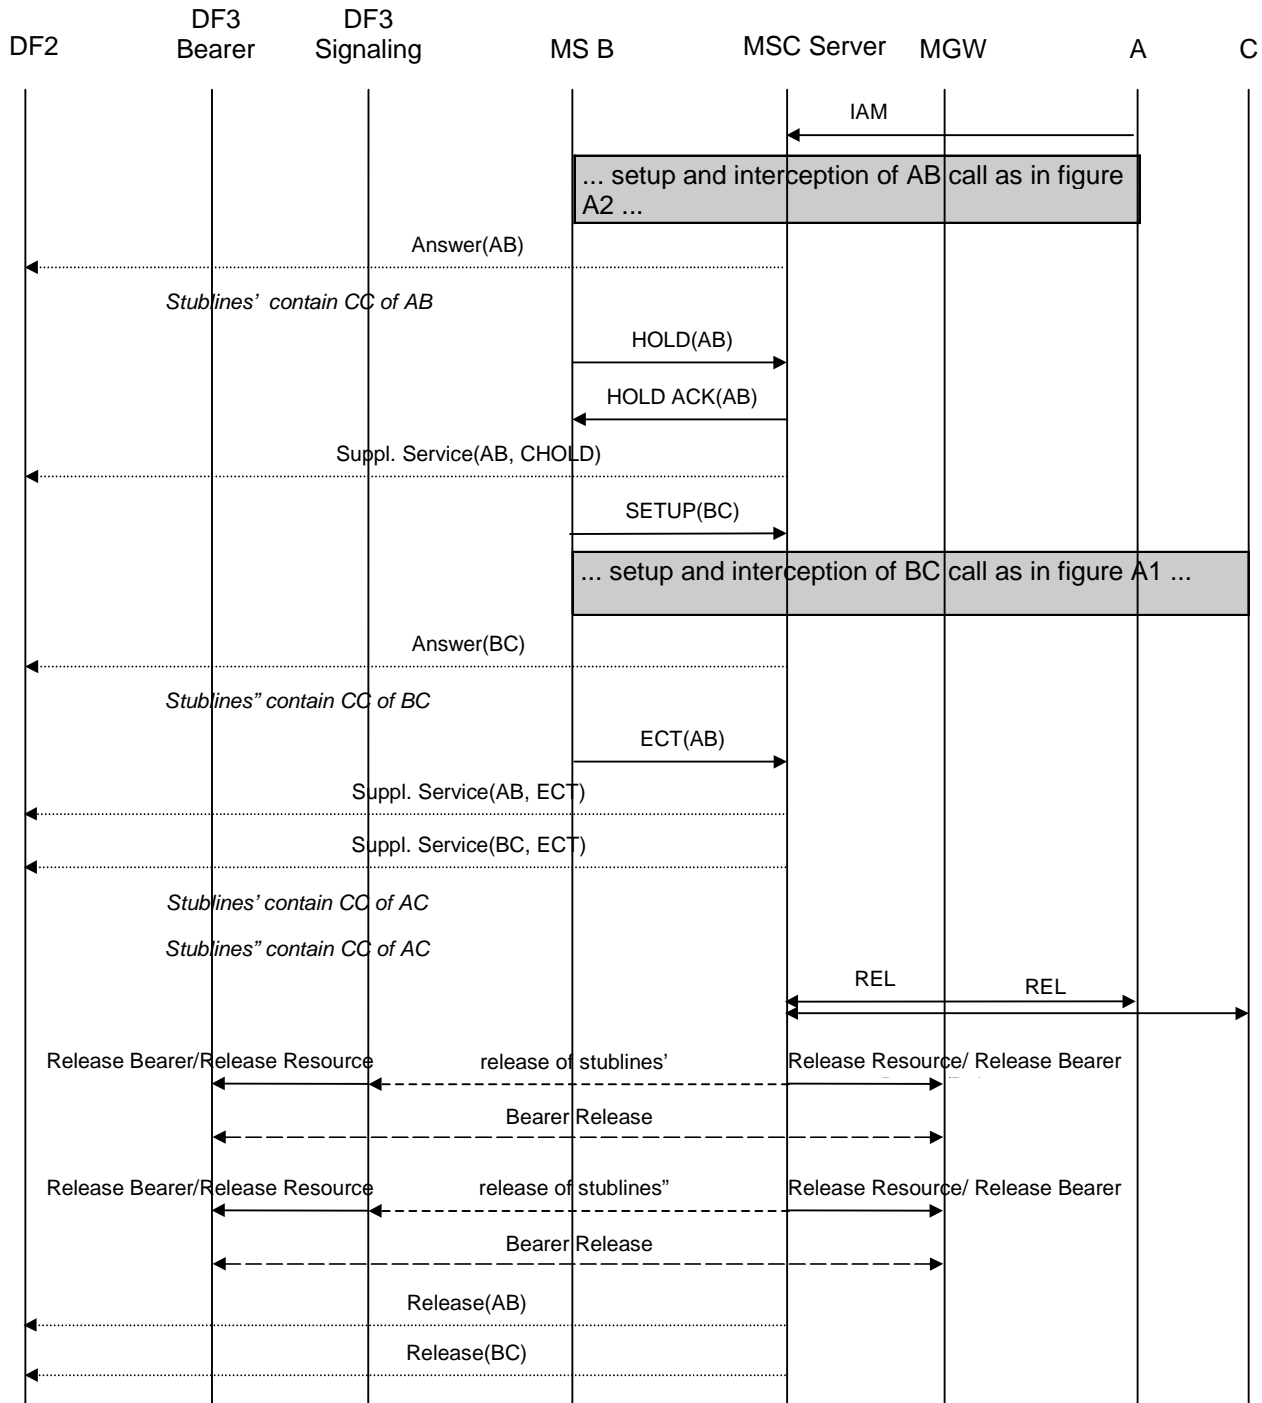 DF2
DF3
Bearer
DF3
Signaling
MS B
MSC Server
MGW
A
C
IAM
... setup and interception of AB call as in figure
A2 ...
Answer(AB)
Stublines’ contain CC of AB
HOLD(AB)
HOLD ACK(AB)
Suppl. Service(AB, CHOLD)
SETUP(BC)
... setup and interception of BC call as in figure A1 ...
Answer(BC)
Stublines” contain CC of BC
ECT(AB)
Suppl. Service(AB, ECT)
Suppl. Service(BC, ECT)
Stublines’ contain CC of AC
Stublines” contain CC of AC
REL
REL
Release Bearer/Release Resource
release of stublines’
Release Resource/ Release Bearer
Bearer Release
Release Bearer/Release Resource
release of stublines”
Release Resource/ Release Bearer
Bearer Release
Release(AB)
Release(BC)